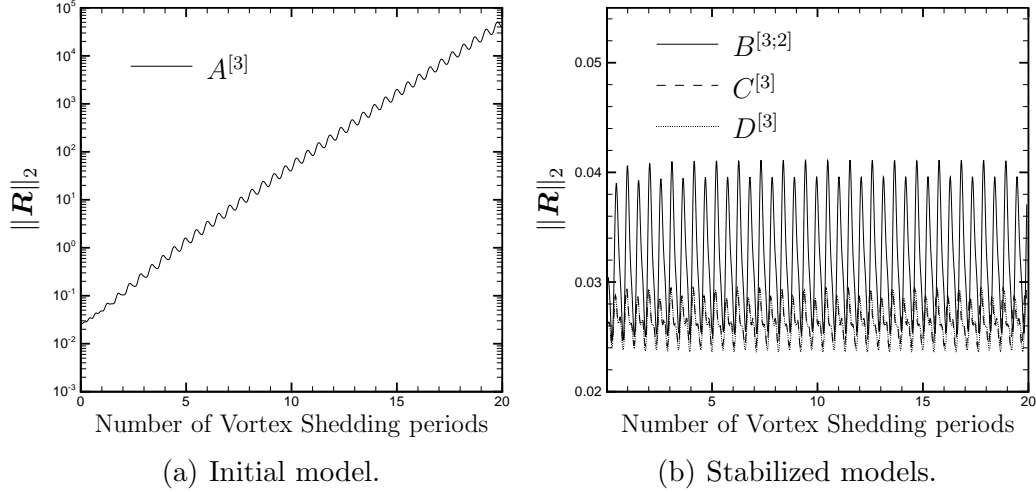 10^5
10^4
10^3
10^2
10^1
10^0
10^-1
10^-2
10^-3
‖R‖_2
A^[3]
0 5 10 15 20
Number of Vortex Shedding periods
(a) Initial model.
0.05
0.04
0.03
0.02
‖R‖_2
B^[3;2]
C^[3]
D^[3]
5 10 15 20
Number of Vortex Shedding periods
(b) Stabilized models.